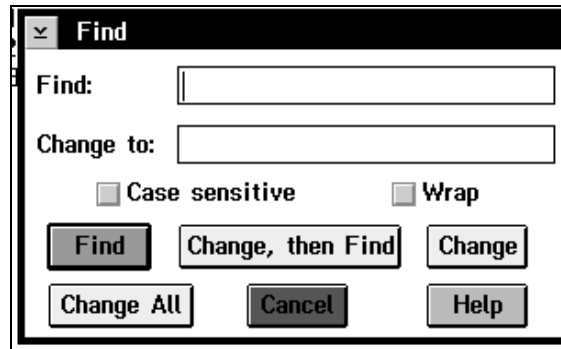 Find
Find:
Change to:
Case sensitive Wrap
Find Change, then Find Change
Change All Cancel Help